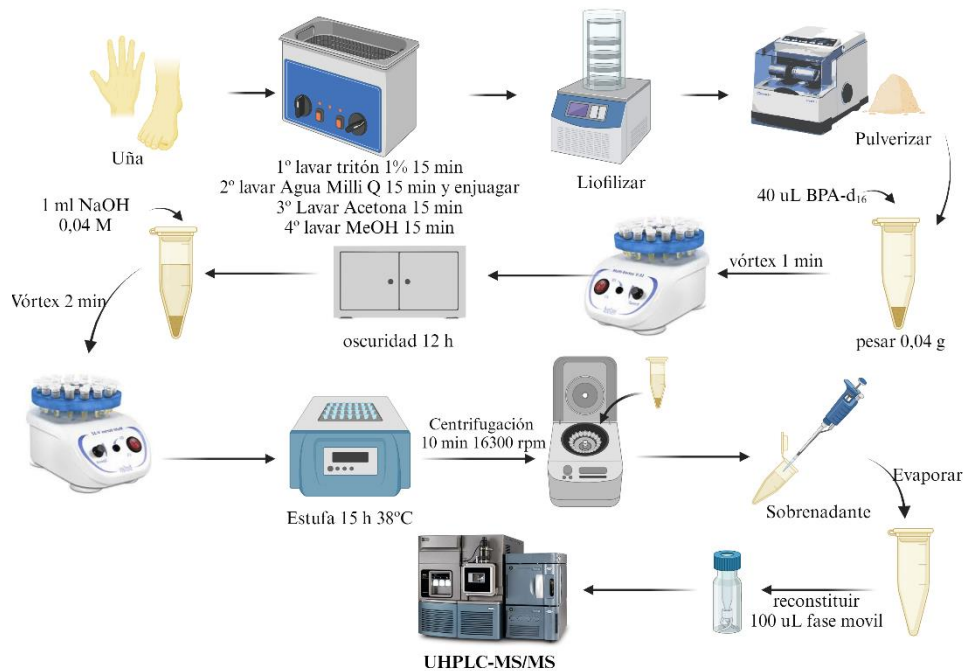 Uña
1º lavar tritón 1% 15 min
2º lavar Agua Milli Q 15 min y enjuagar
3º Lavar Acetona 15 min
4º lavar MeOH 15 min
Liofilizar
Pulverizar
40 uL BPA-d₁₆
pesar 0,04 g
vórtex 1 min
oscuridad 12 h
1 ml NaOH
0,04 M
Vórtex 2 min
Estufa 15 h 38ºC
Centrifugación
10 min 16300 rpm
Sobrenadante
Evaporar
reconstituir
100 uL fase movil
UHPLC-MS/MS